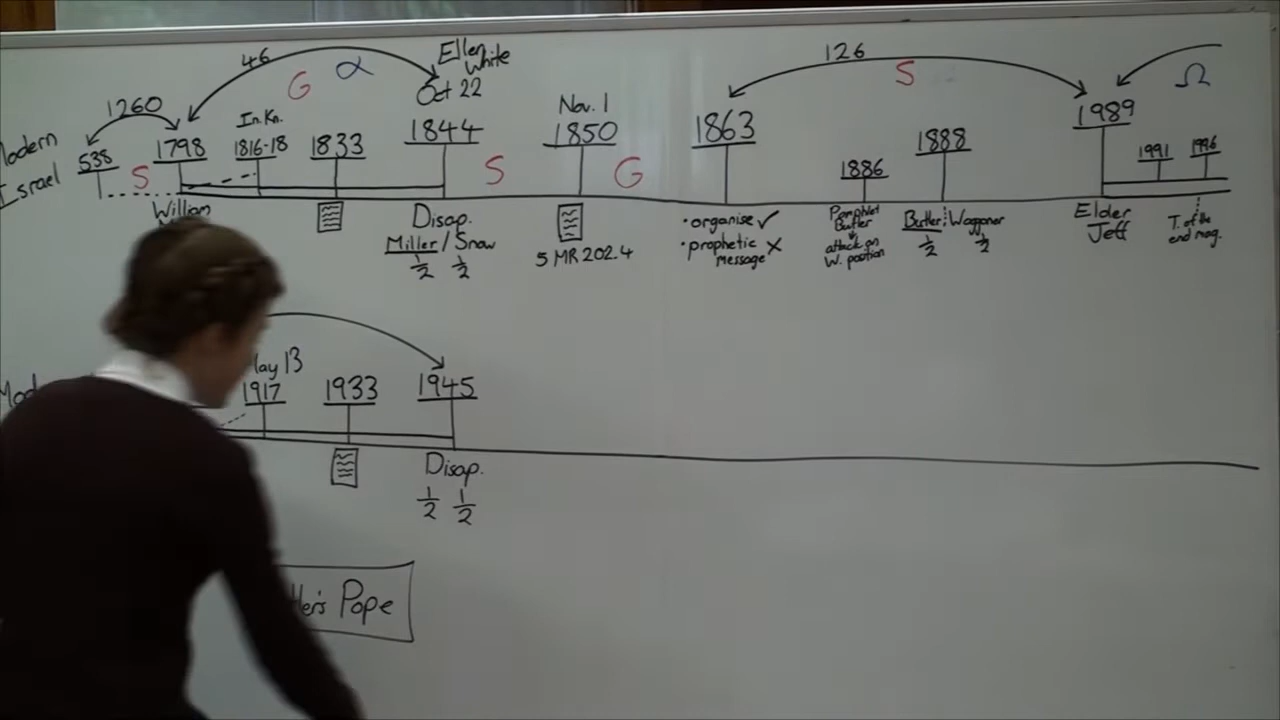 46
G
α
Ellen
White
Oct 22
126
S
Ω
1260
In. Kn.
Nov. 1
Modern
Israel
538
1798
1816-18
1833
1844
1850
1863
1886
1888
1989
1991
1996
S
S
G
William
Disap.
Miller / Snow
1/2 1/2
5 MR 202.4
• organise ✓
• prophetic ✗
message
Pamphlet
Butler
attack on
W. position
Butler Waggoner
1/2 1/2
Elder
Jeff
T. of the
end mag.
May 13
1917
1933
1945
Disap.
1/2 1/2
Pope